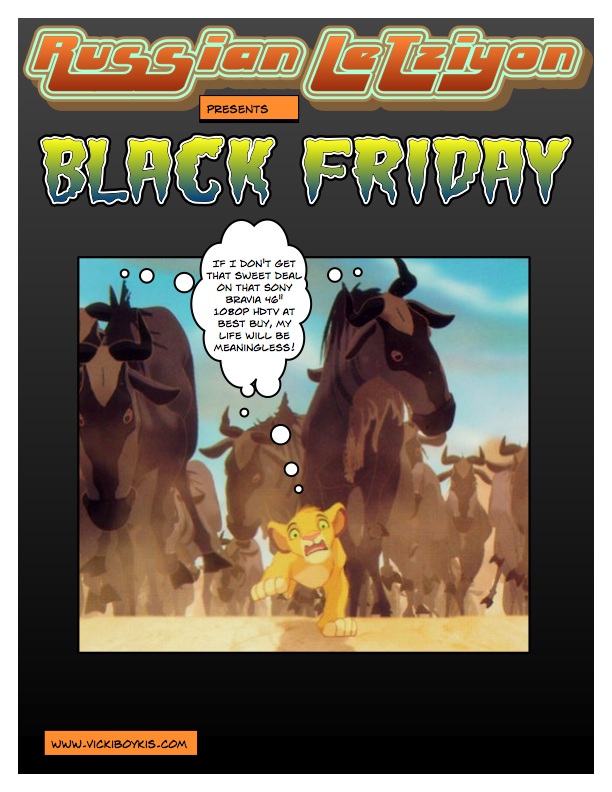 Russian LeTziyon
PRESENTS
BLACK FRIDAY
IF I DON'T GET
THAT SWEET DEAL
ON THAT SONY
BRAVIA 46"
1080P HDTV AT
BEST BUY, MY
LIFE WILL BE
MEANINGLESS!
WWW.VICKIBOYKIS.COM